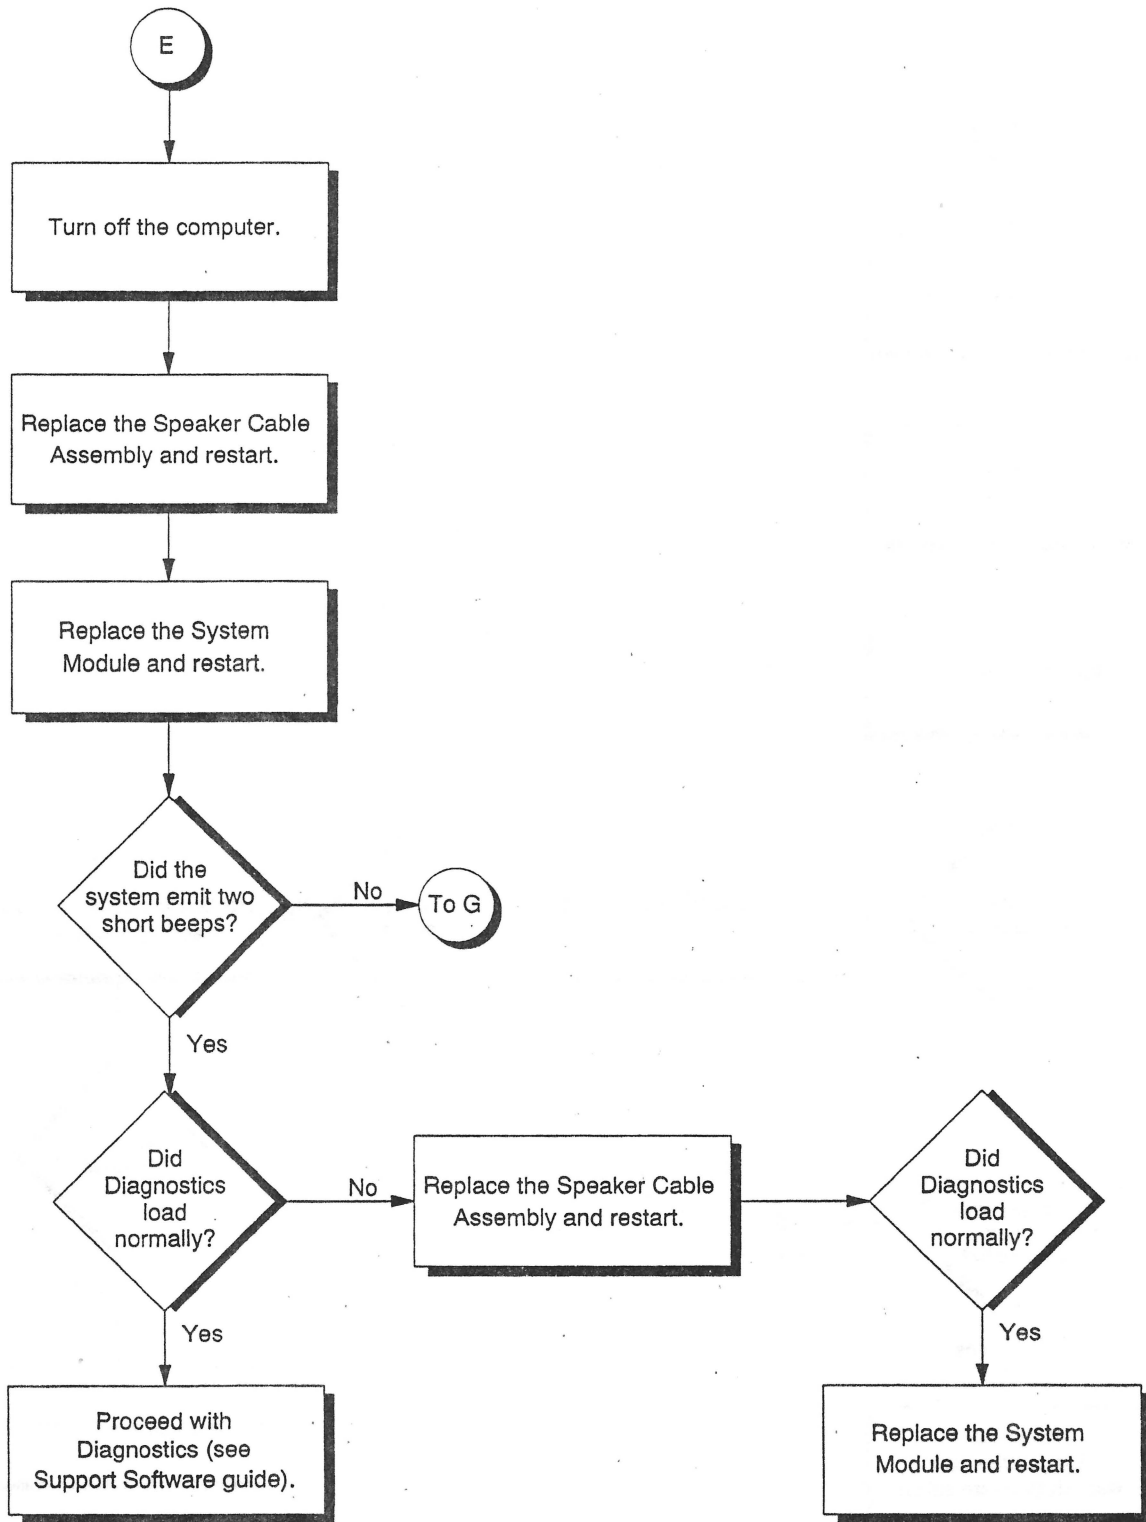 E
Turn off the computer.
Replace the Speaker Cable
Assembly and restart.
Replace the System
Module and restart.
Did the
system emit two
short beeps?
No
To G
Yes
Did
Diagnostics
load
normally?
No
Replace the Speaker Cable
Assembly and restart.
Did
Diagnostics
load
normally?
Yes
Proceed with
Diagnostics (see
Support Software guide).
Yes
Replace the System
Module and restart.